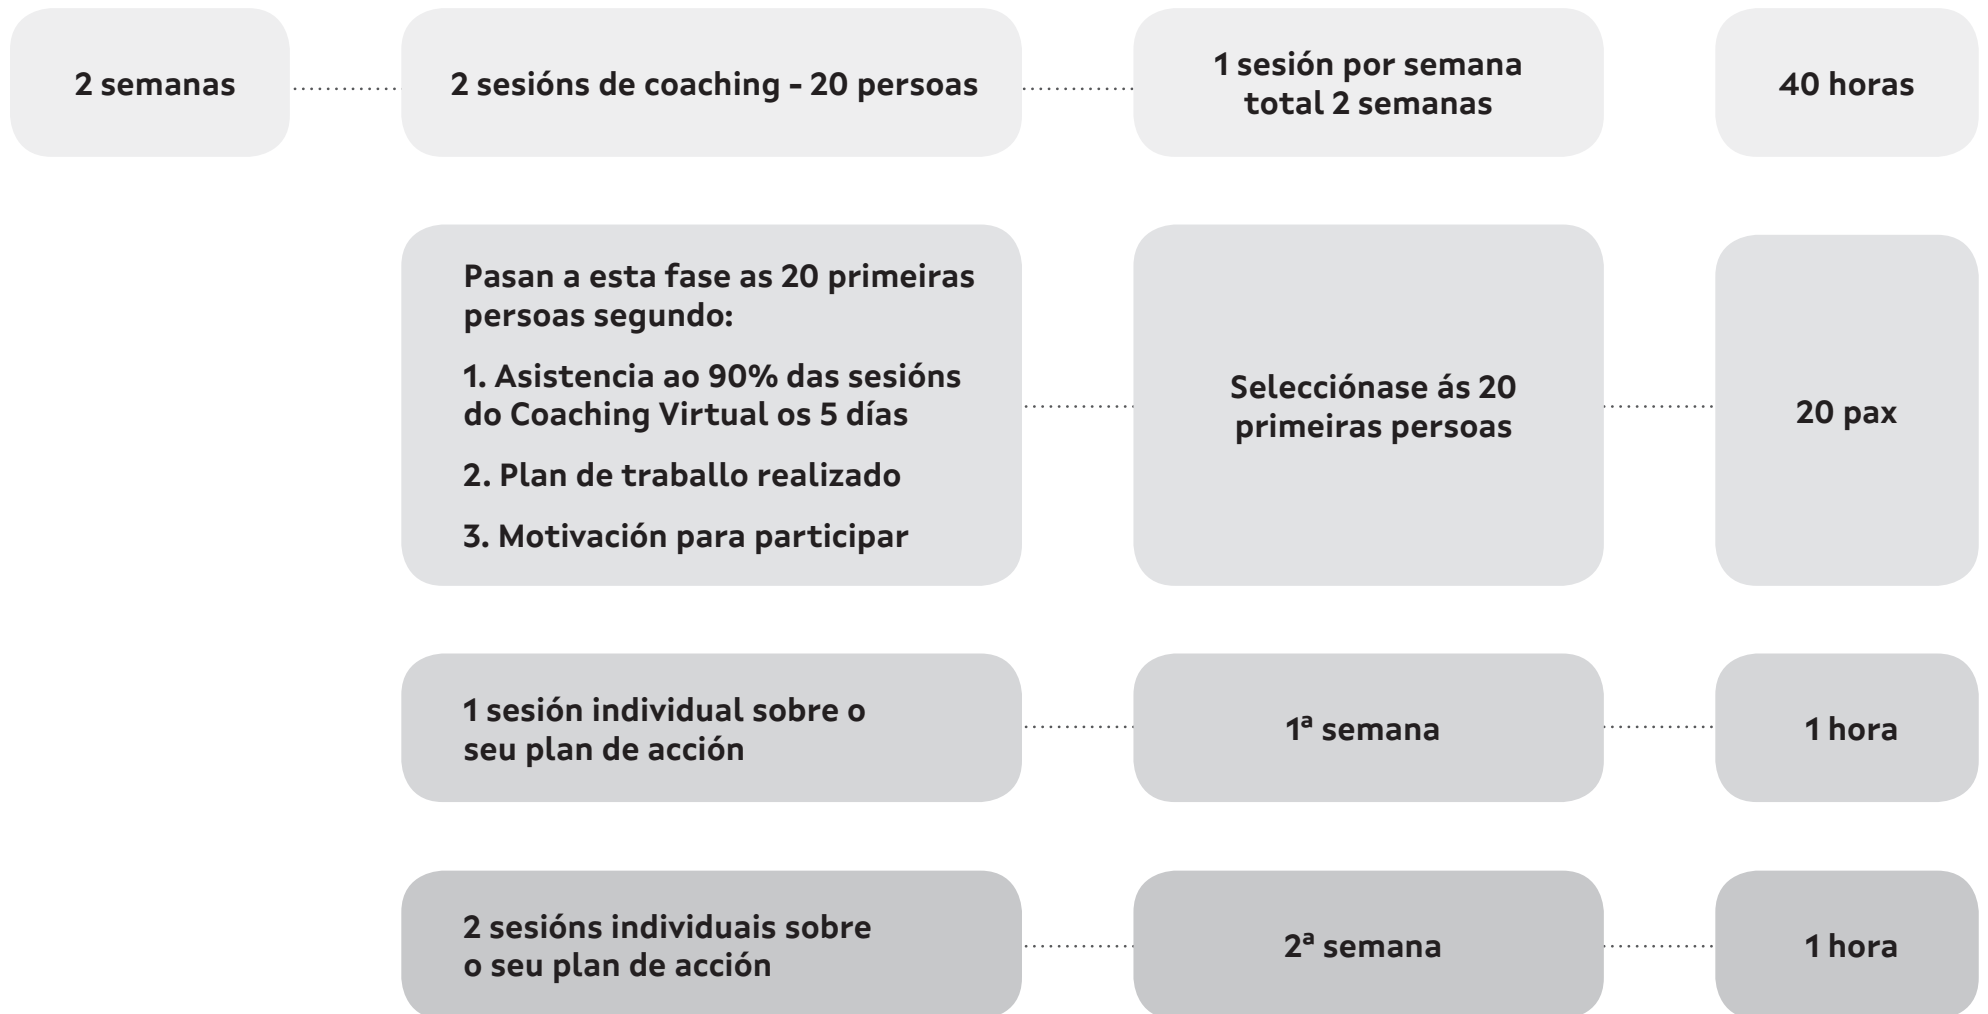 2 semanas
2 sesións de coaching - 20 persoas
1 sesión por semana
total 2 semanas
40 horas
Pasan a esta fase as 20 primeiras
persoas segundo:
1. Asistencia ao 90% das sesións
do Coaching Virtual os 5 días
2. Plan de traballo realizado
3. Motivación para participar
Selecciónase ás 20
primeiras persoas
20 pax
1 sesión individual sobre o
seu plan de acción
1ª semana
1 hora
2 sesións individuais sobre
o seu plan de acción
2ª semana
1 hora